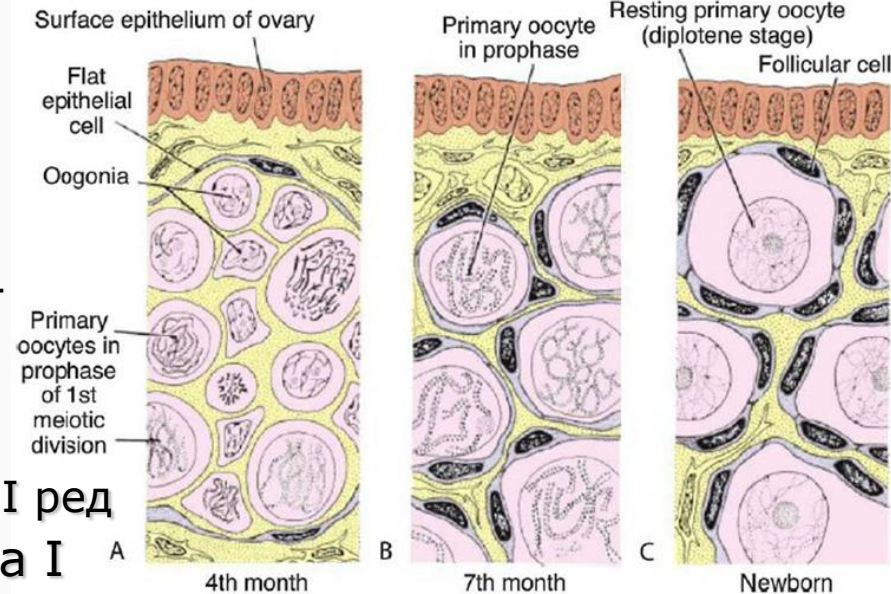 Surface epithelium of ovary
Flat
epithelial
cell
Oogonia
Primary
oocytes in
prophase
of 1st
meiotic
division
I ред
а I
A
4th month
Primary oocyte
in prophase
B
7th month
Resting primary oocyte
(diplotene stage)
Follicular cell
C
Newborn